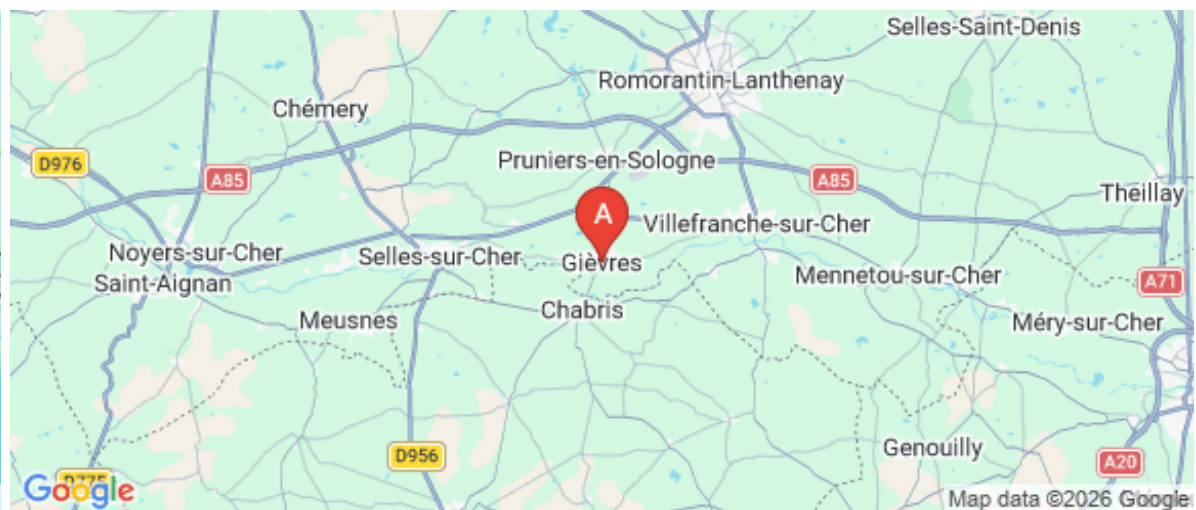 Selles-Saint-Denis
Romorantin-Lanthenay
Chémery
D976
Pruniers-en-Sologne
A85
A85
Theillay
A
Villefranche-sur-Cher
Noyers-sur-Cher
Selles-sur-Cher
Gièvres
Saint-Aignan
Mennetou-sur-Cher
A71
Chabris
Meusnes
Méry-sur-Cher
Genouilly
D956
A20
D775
Google
Map data ©2026 Google